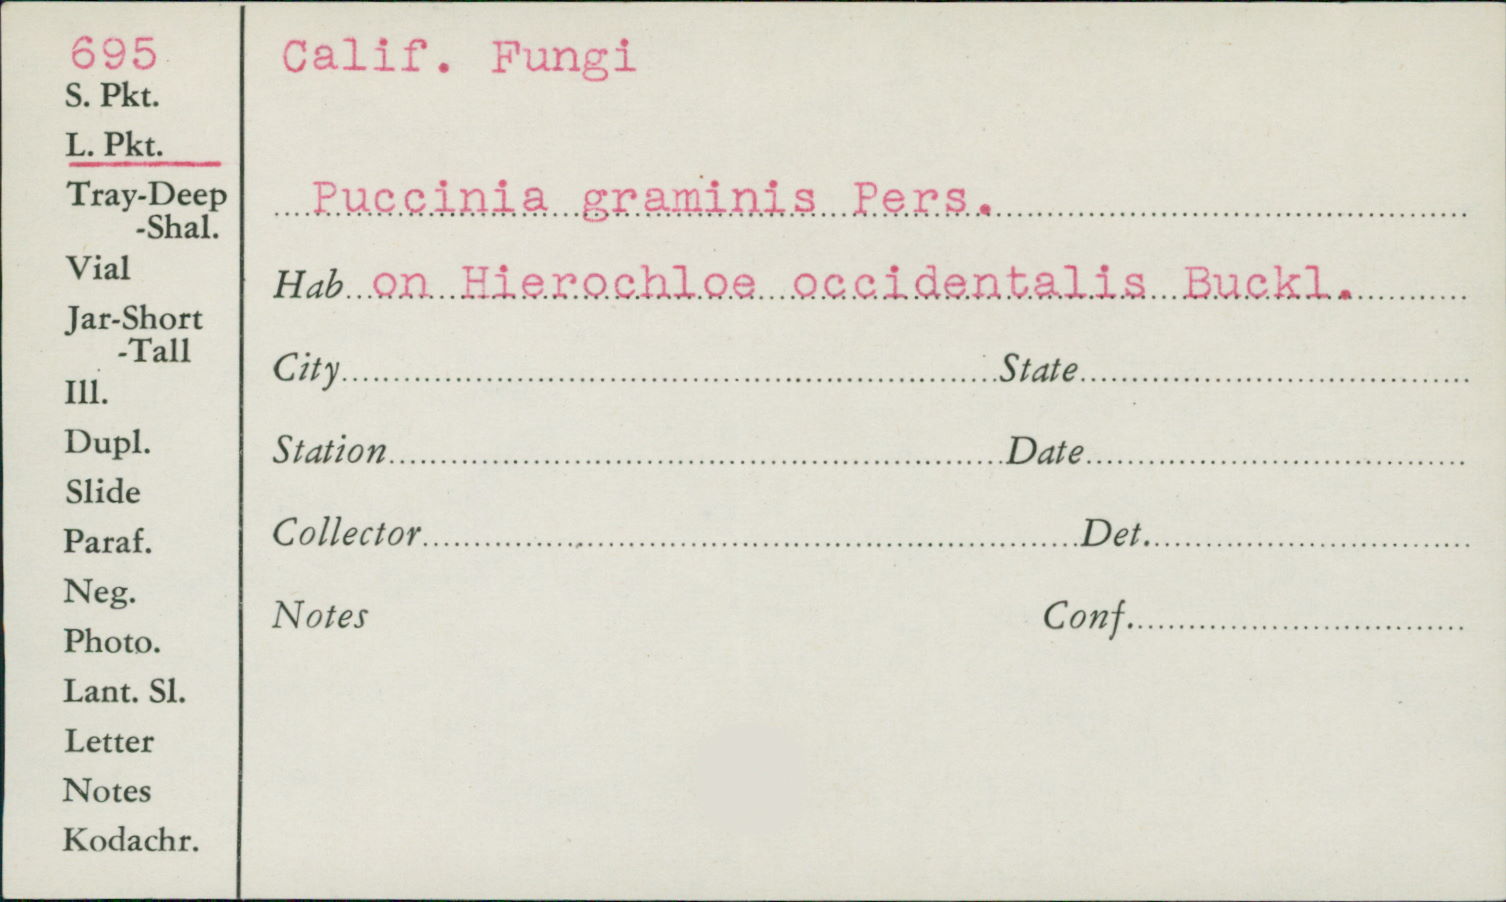 695
S. Pkt.
L. Pkt.
Tray-Deep
-Shal.
Vial
Jar-Short
-Tall
Ill.
Dupl.
Slide
Paraf.
Neg.
Photo.
Lant. Sl.
Letter
Notes
Kodachr.
Calif. Fungi
Puccinia graminis Pers.
Hab on Hierochloe occidentalis Buckl.
City State
Station Date
Collector Det.
Notes Conf.